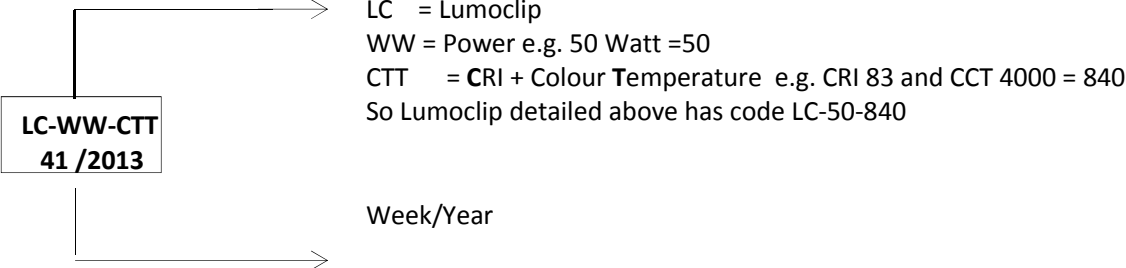 LC = Lumoclip
WW = Power e.g. 50 Watt =50
CTT = CRI + Colour Temperature e.g. CRI 83 and CCT 4000 = 840
So Lumoclip detailed above has code LC-50-840
LC-WW-CTT
41 /2013
Week/Year